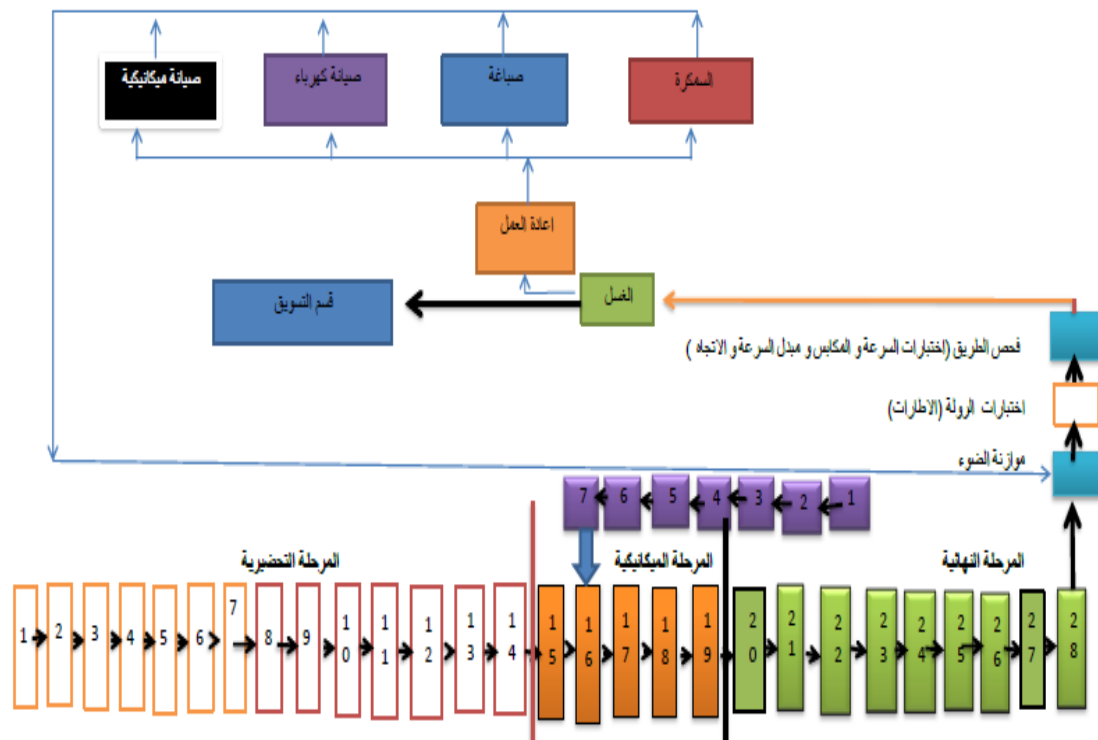 صيانة ميكانيكية
صيانة كهرباء
صباغة
السمكرة
اعادة العمل
الغسل
قسم التسويق
فحص الطريق (اختبارات السرعة و المكابس و مبدل السرعة و الاتجاه )
اختبارات الرولة (الاطارات)
موازنة الضوء
7 6 5 4 3 2 1
المرحلة التحضيرية
المرحلة الميكانيكية
المرحلة النهائية
1 2 3 4 5 6 7 8 9 10 11 12 13 14 15 16 17 18 19 20 21 22 23 24 25 26 27 28